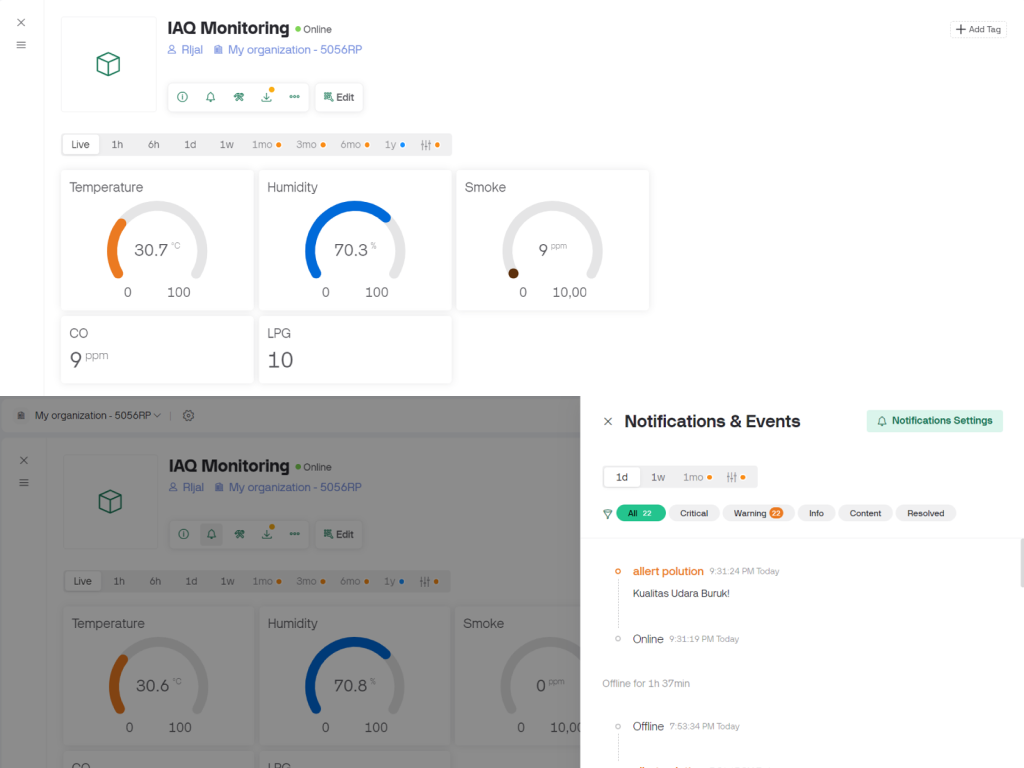 IAQ Monitoring Online
RIjal My organization - 5056RP
Add Tag
Edit
Live 1h 6h 1d 1w 1mo 3mo 6mo 1y
Temperature Humidity Smoke
30.7 °C 70.3 % 9 ppm
0 100 0 100 0 10,00
CO LPG
9 ppm 10
My organization - 5056RP
IAQ Monitoring Online
RIjal My organization - 5056RP
Edit
Live 1h 6h 1d 1w 1mo 3mo 6mo 1y
Temperature Humidity Smoke
30.6 °C 70.8 % 0 ppm
0 100 0 100 0 10,00
CO LPG
Notifications & Events Notifications Settings
1d 1w 1mo
All 22 Critical Warning 22 Info Content Resolved
allert polution 9:31:24 PM Today
Kualitas Udara Buruk!
Online 9:31:19 PM Today
Offline for 1h 37min
Offline 7:53:34 PM Today